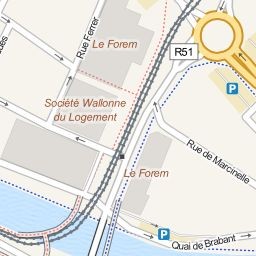 Rue Ferrer
Le Forem
R51
P
Société Wallonne
du Logement
Rue de Marcinelle
Le Forem
P
Quai de Brabant